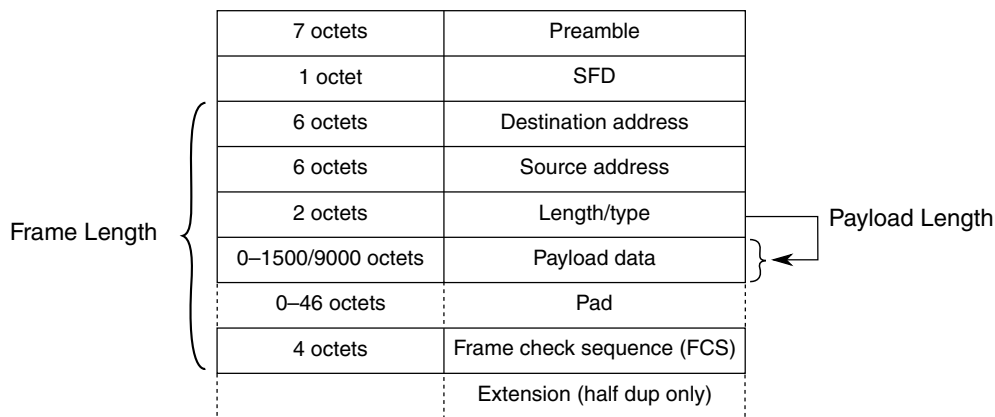 7 octets Preamble
1 octet SFD
6 octets Destination address
6 octets Source address
Frame Length
2 octets Length/type
Payload Length
0–1500/9000 octets Payload data
0–46 octets Pad
4 octets Frame check sequence (FCS)
Extension (half dup only)